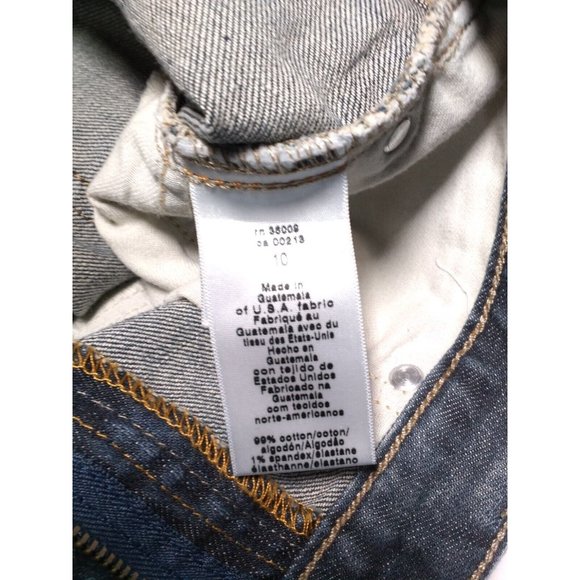 rn 36009
ca 00213
10
Made in
Guatemala
of U.S.A. fabric
Fabriqué au
Guatemala avec du
tissu des États-Unis
Hecho en
Guatemala
con tejido de
Estados Unidos
Fabricado na
Guatemala
com tecidos
norte-americanos
99% cotton/coton/
algodón/Algodão
1% spandex/élastane
élasthanne/elastano